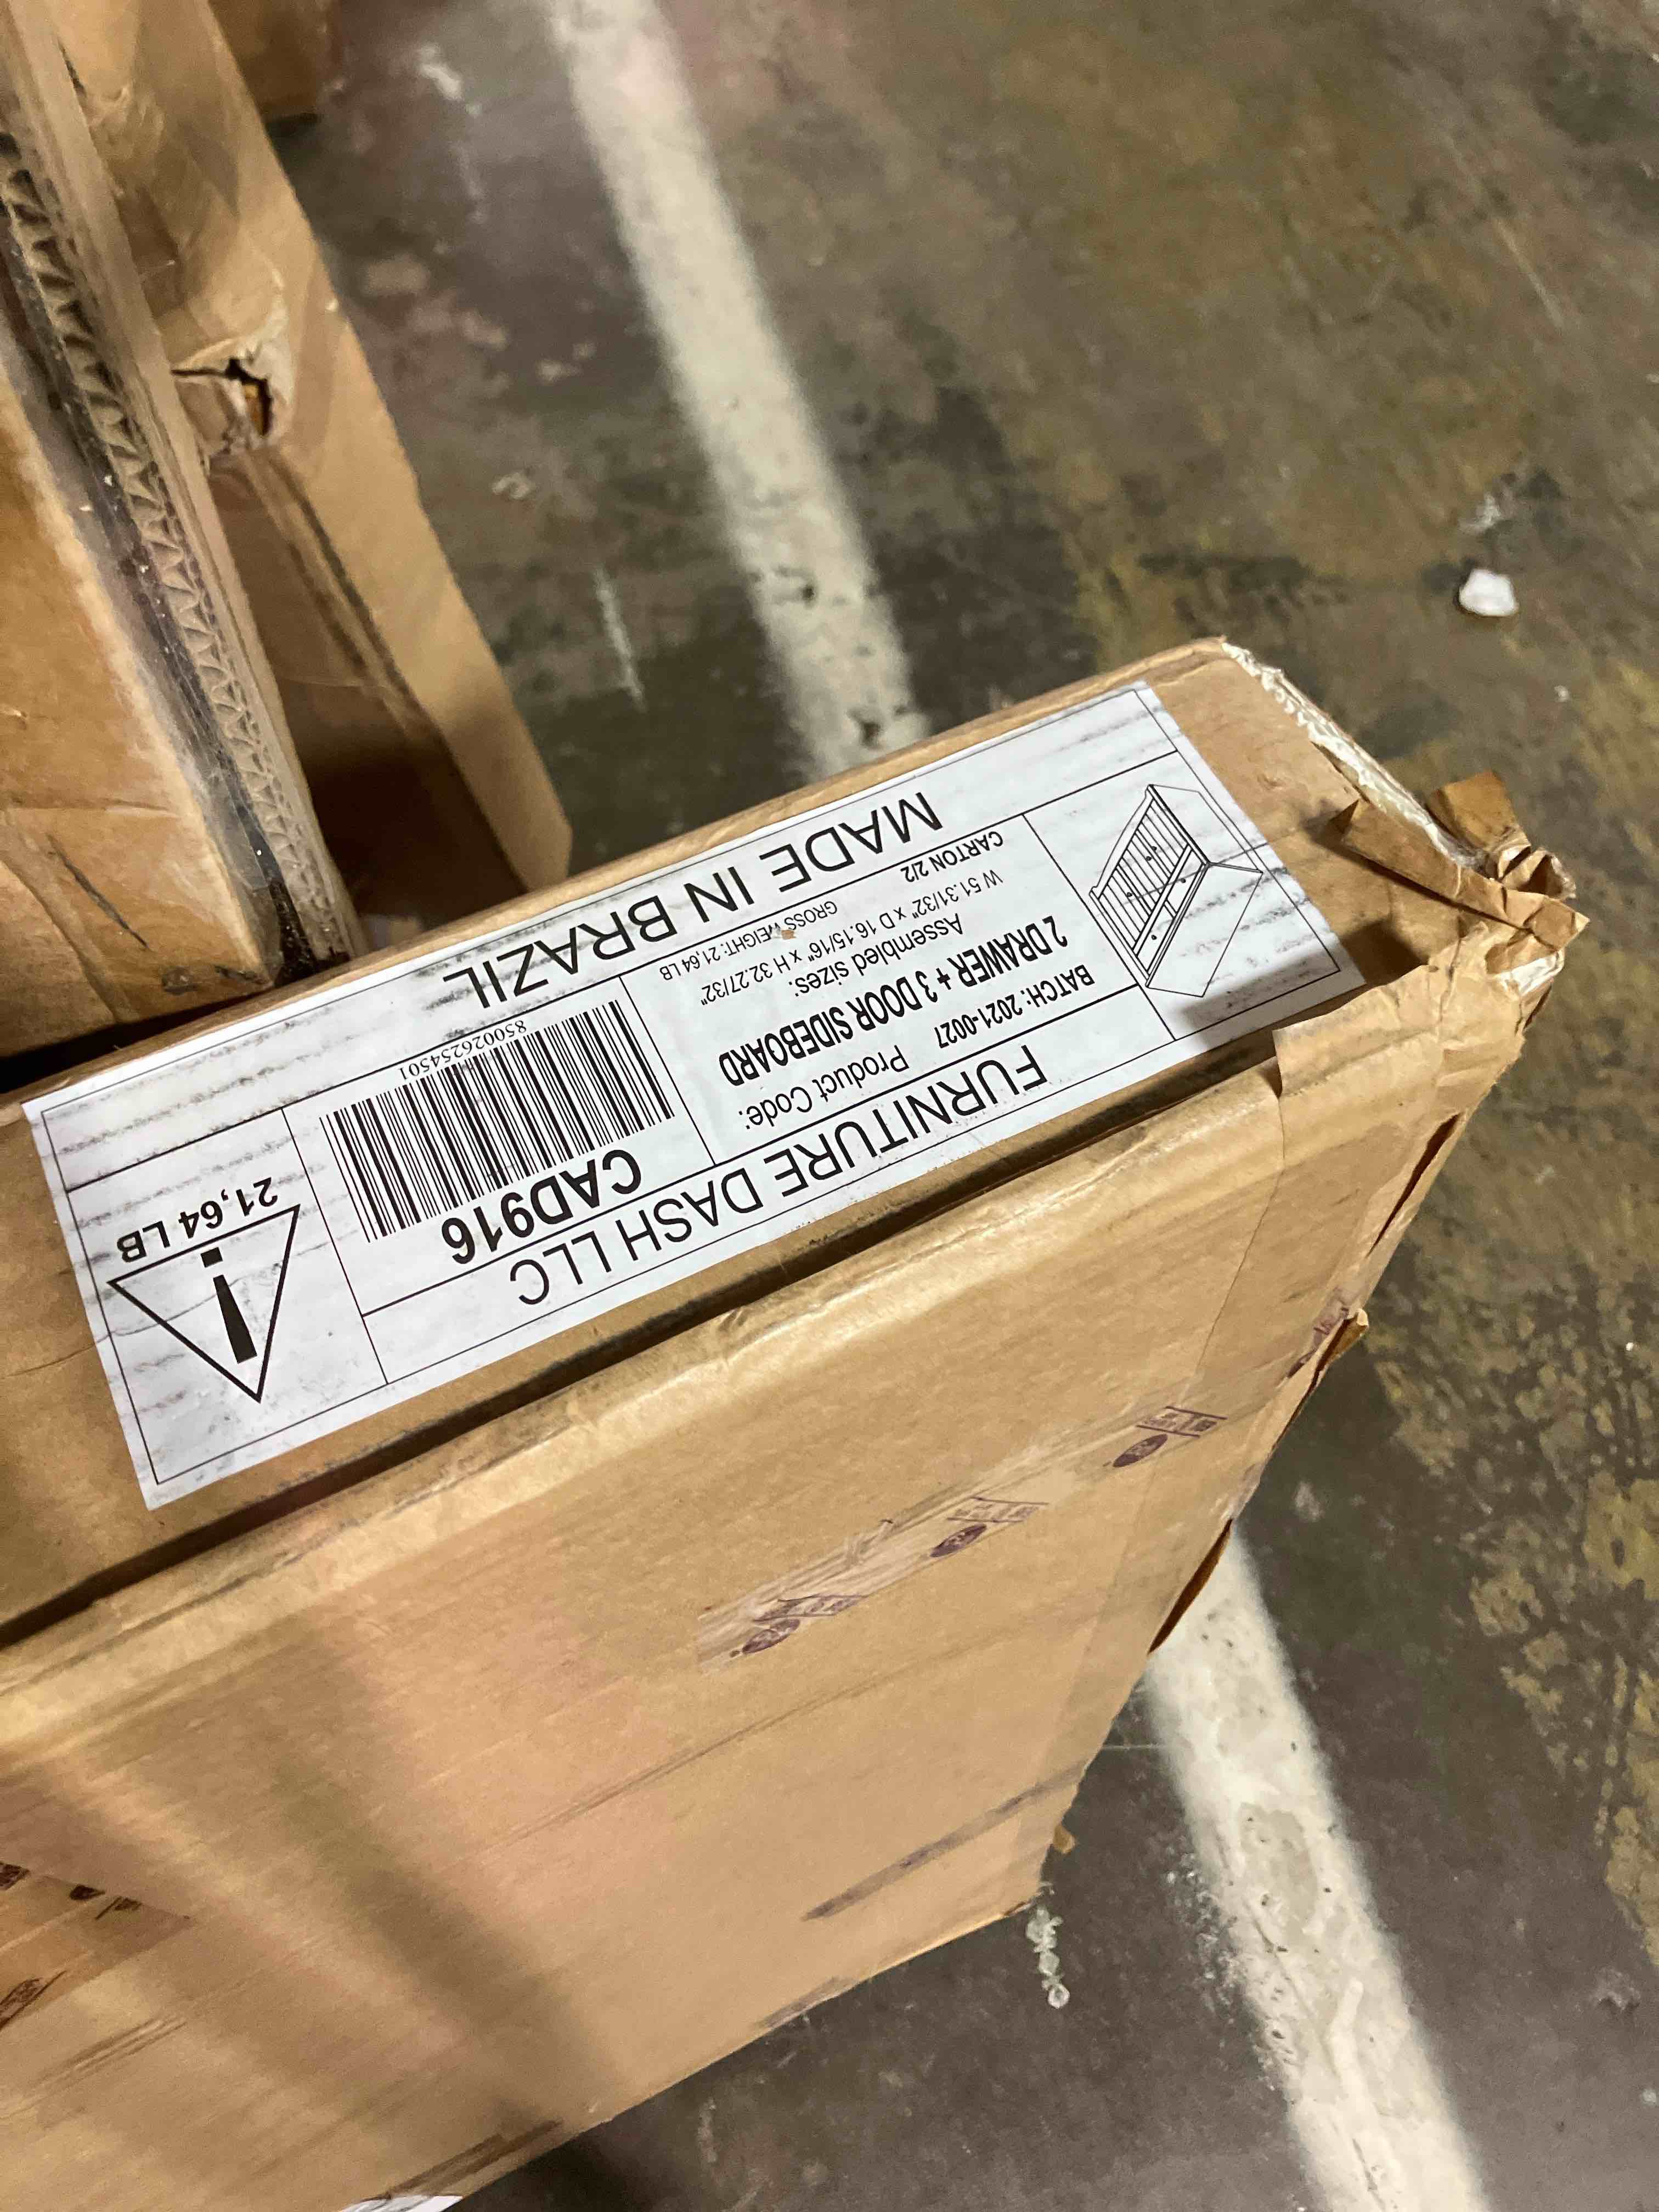 FURNITURE DASH LLC
BATCH: 2021-0027
Product Code:
CAD916
2 DRAWER + 3 DOOR SIDEBOARD
Assembled sizes:
W 51.31/32" x D 16.15/16" x H 32.27/32"
CARTON 2/2
GROSS WEIGHT: 21,64 LB
850026254501
MADE IN BRAZIL
21,64 LB